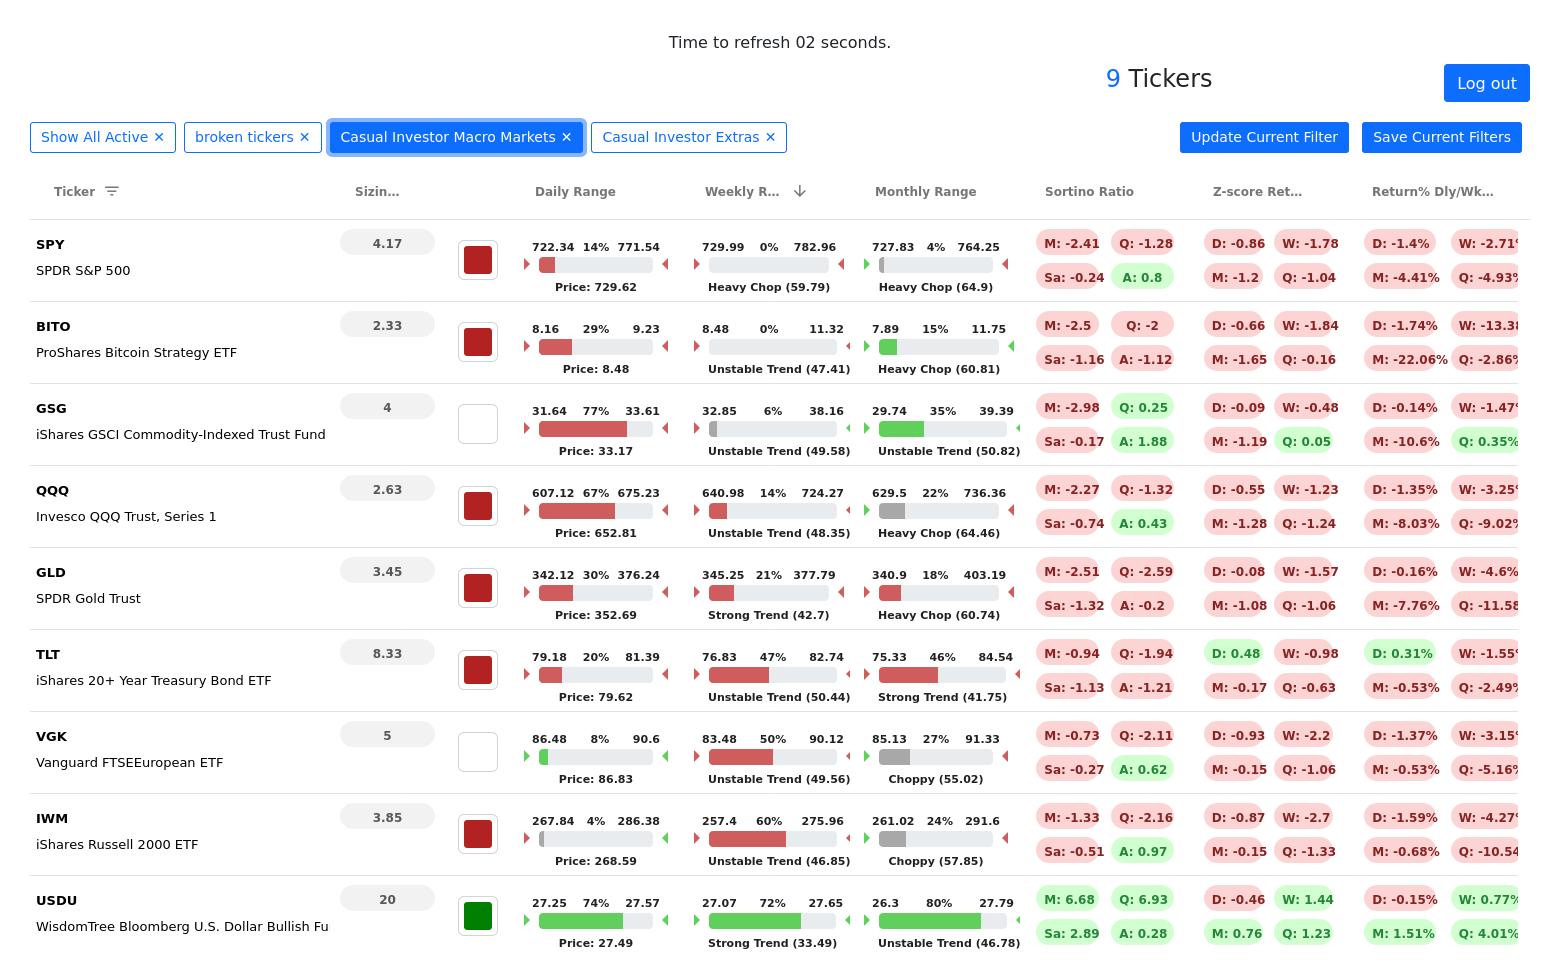 Time to refresh 02 seconds.
9 Tickers
Log out
Show All Active ✕ broken tickers ✕ Casual Investor Macro Markets ✕ Casual Investor Extras ✕ Update Current Filter Save Current Filters
Ticker Sizin... Daily Range Weekly R... Monthly Range Sortino Ratio Z-score Ret... Return% Dly/Wk...
SPY 4.17 722.34 14% 771.54 729.99 0% 782.96 727.83 4% 764.25 M: -2.41 Q: -1.28 D: -0.86 W: -1.78 D: -1.4% W: -2.71%
SPDR S&P 500 Price: 729.62 Heavy Chop (59.79) Heavy Chop (64.9) Sa: -0.24 A: 0.8 M: -1.2 Q: -1.04 M: -4.41% Q: -4.93%
BITO 2.33 8.16 29% 9.23 8.48 0% 11.32 7.89 15% 11.75 M: -2.5 Q: -2 D: -0.66 W: -1.84 D: -1.74% W: -13.38
ProShares Bitcoin Strategy ETF Price: 8.48 Unstable Trend (47.41) Heavy Chop (60.81) Sa: -1.16 A: -1.12 M: -1.65 Q: -0.16 M: -22.06% Q: -2.86%
GSG 4 31.64 77% 33.61 32.85 6% 38.16 29.74 35% 39.39 M: -2.98 Q: 0.25 D: -0.09 W: -0.48 D: -0.14% W: -1.47%
iShares GSCI Commodity-Indexed Trust Fund Price: 33.17 Unstable Trend (49.58) Unstable Trend (50.82) Sa: -0.17 A: 1.88 M: -1.19 Q: 0.05 M: -10.6% Q: 0.35%
QQQ 2.63 607.12 67% 675.23 640.98 14% 724.27 629.5 22% 736.36 M: -2.27 Q: -1.32 D: -0.55 W: -1.23 D: -1.35% W: -3.25%
Invesco QQQ Trust, Series 1 Price: 652.81 Unstable Trend (48.35) Heavy Chop (64.46) Sa: -0.74 A: 0.43 M: -1.28 Q: -1.24 M: -8.03% Q: -9.02%
GLD 3.45 342.12 30% 376.24 345.25 21% 377.79 340.9 18% 403.19 M: -2.51 Q: -2.59 D: -0.08 W: -1.57 D: -0.16% W: -4.6%
SPDR Gold Trust Price: 352.69 Strong Trend (42.7) Heavy Chop (60.74) Sa: -1.32 A: -0.2 M: -1.08 Q: -1.06 M: -7.76% Q: -11.58
TLT 8.33 79.18 20% 81.39 76.83 47% 82.74 75.33 46% 84.54 M: -0.94 Q: -1.94 D: 0.48 W: -0.98 D: 0.31% W: -1.55%
iShares 20+ Year Treasury Bond ETF Price: 79.62 Unstable Trend (50.44) Strong Trend (41.75) Sa: -1.13 A: -1.21 M: -0.17 Q: -0.63 M: -0.53% Q: -2.49%
VGK 5 86.48 8% 90.6 83.48 50% 90.12 85.13 27% 91.33 M: -0.73 Q: -2.11 D: -0.93 W: -2.2 D: -1.37% W: -3.15%
Vanguard FTSEEuropean ETF Price: 86.83 Unstable Trend (49.56) Choppy (55.02) Sa: -0.27 A: 0.62 M: -0.15 Q: -1.06 M: -0.53% Q: -5.16%
IWM 3.85 267.84 4% 286.38 257.4 60% 275.96 261.02 24% 291.6 M: -1.33 Q: -2.16 D: -0.87 W: -2.7 D: -1.59% W: -4.27%
iShares Russell 2000 ETF Price: 268.59 Unstable Trend (46.85) Choppy (57.85) Sa: -0.51 A: 0.97 M: -0.15 Q: -1.33 M: -0.68% Q: -10.54
USDU 20 27.25 74% 27.57 27.07 72% 27.65 26.3 80% 27.79 M: 6.68 Q: 6.93 D: -0.46 W: 1.44 D: -0.15% W: 0.77%
WisdomTree Bloomberg U.S. Dollar Bullish Fu Price: 27.49 Strong Trend (33.49) Unstable Trend (46.78) Sa: 2.89 A: 0.28 M: 0.76 Q: 1.23 M: 1.51% Q: 4.01%